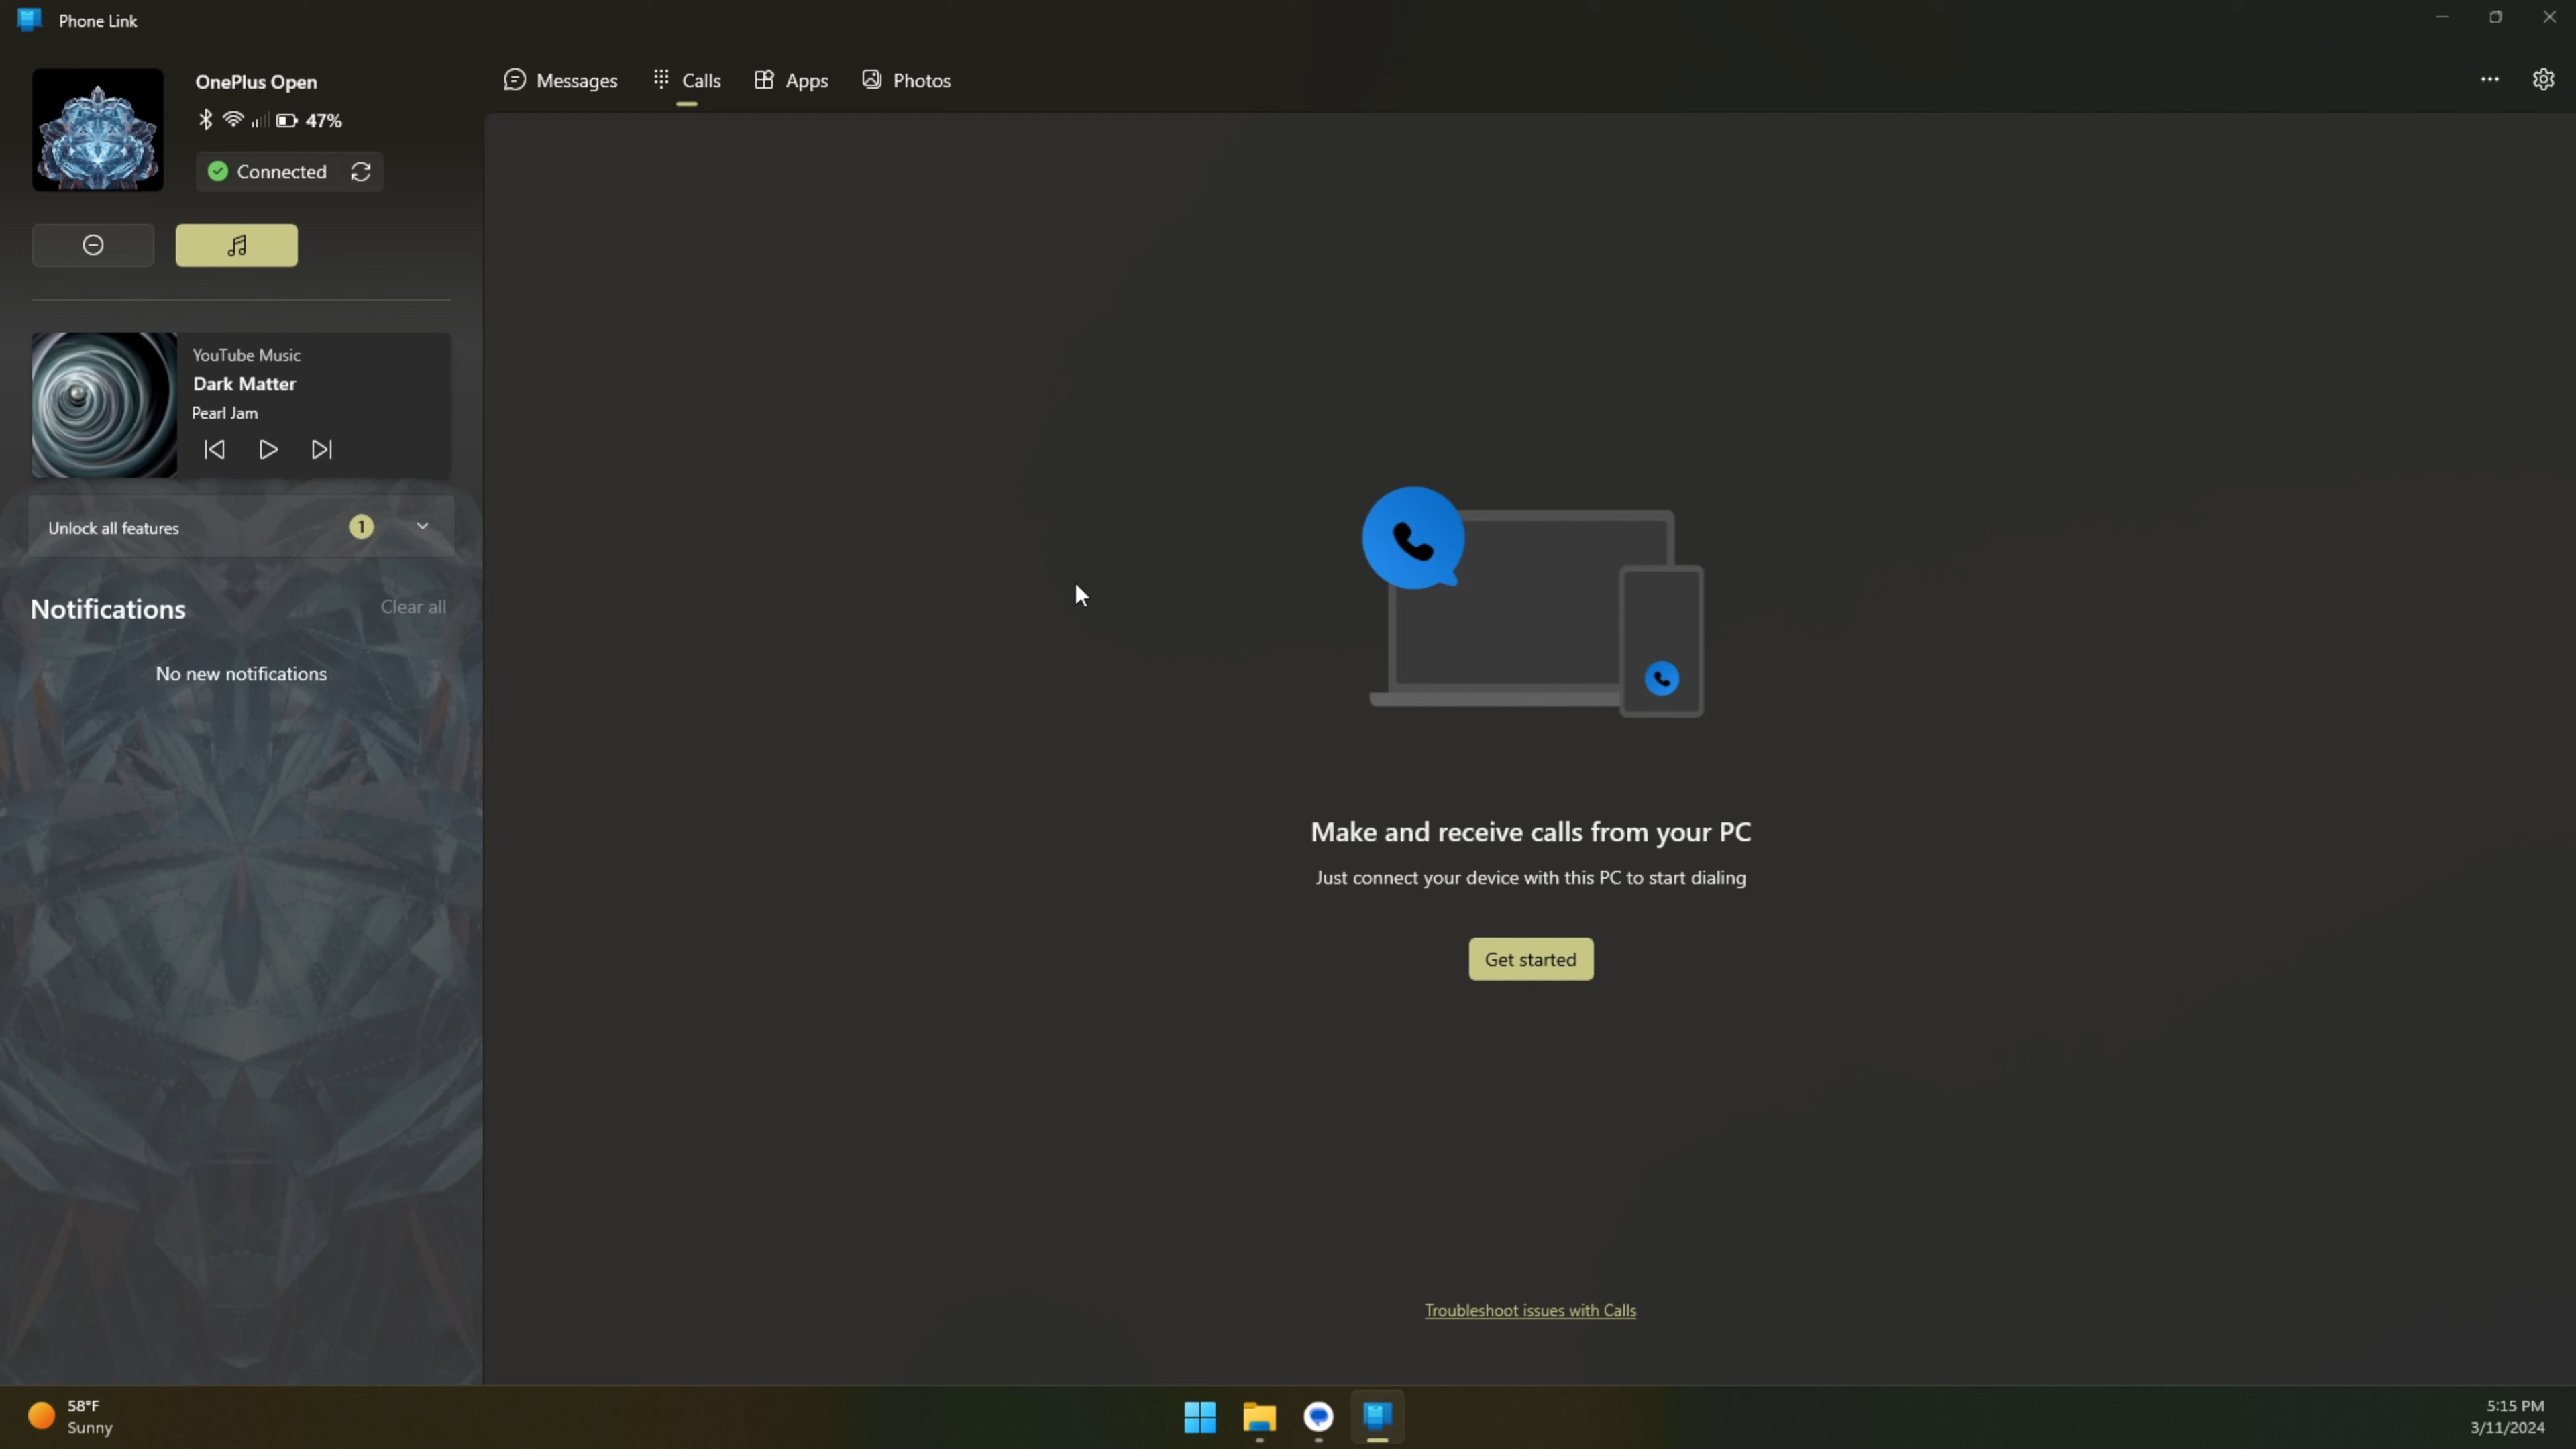 Phone Link
OnePlus Open
47%
Connected
Messages
Calls
Apps
Photos
YouTube Music
Dark Matter
Pearl Jam
Unlock all features
1
Notifications
Clear all
No new notifications
Make and receive calls from your PC
Just connect your device with this PC to start dialing
Get started
Troubleshoot issues with Calls
58°F
Sunny
5:15 PM
3/11/2024